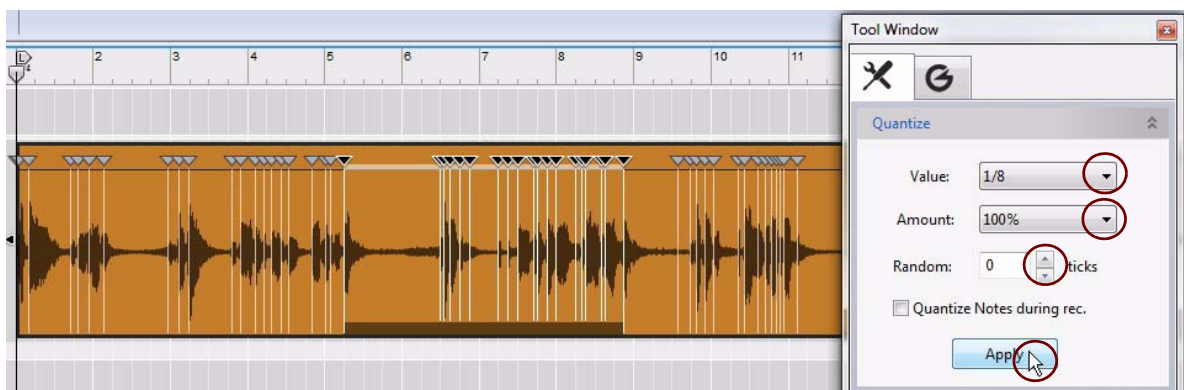 Tool Window
L 2 3 4 5 6 7 8 9 10 11
4
Quantize
Value: 1/8
Amount: 100%
Random: 0 ticks
Quantize Notes during rec.
Apply